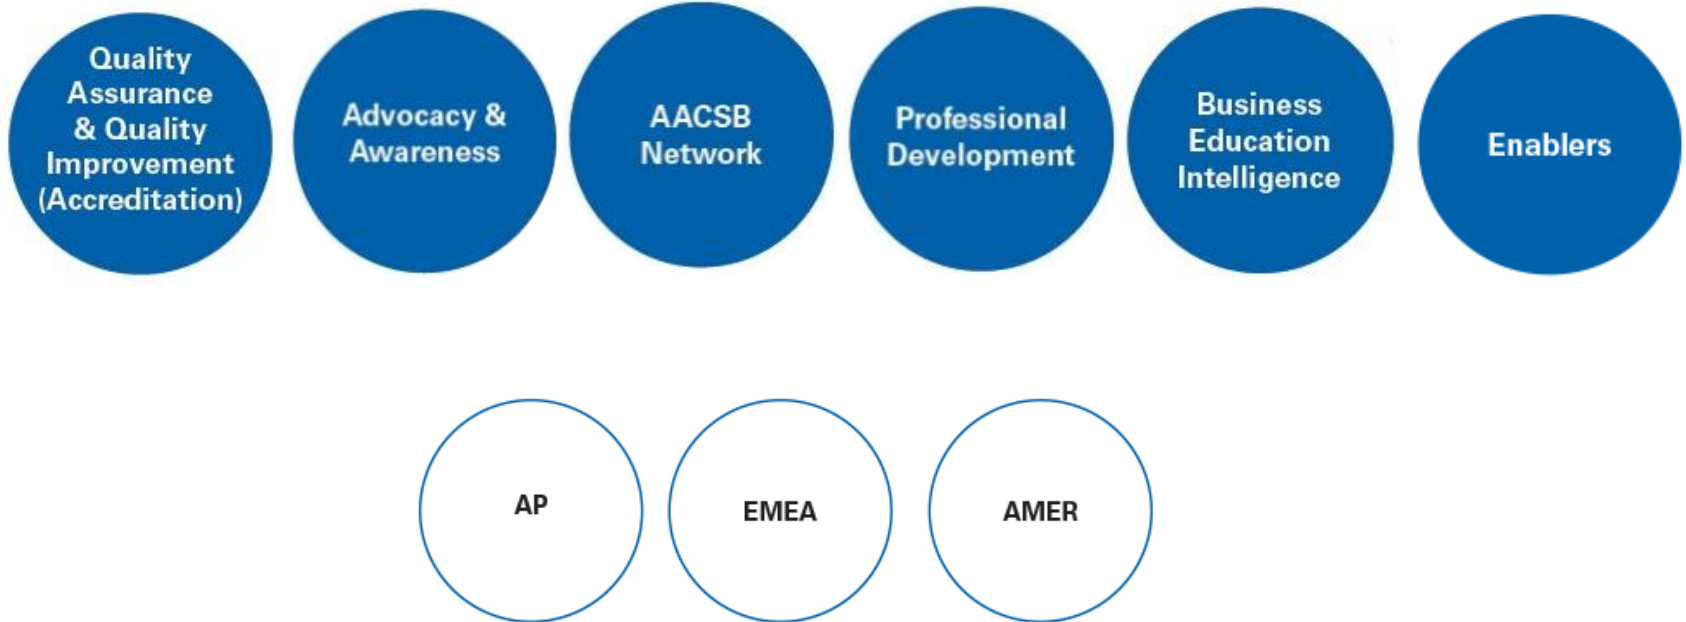 Quality
Assurance
& Quality
Improvement
(Accreditation)
Advocacy &
Awareness
AACSB
Network
Professional
Development
Business
Education
Intelligence
Enablers
AP
EMEA
AMER